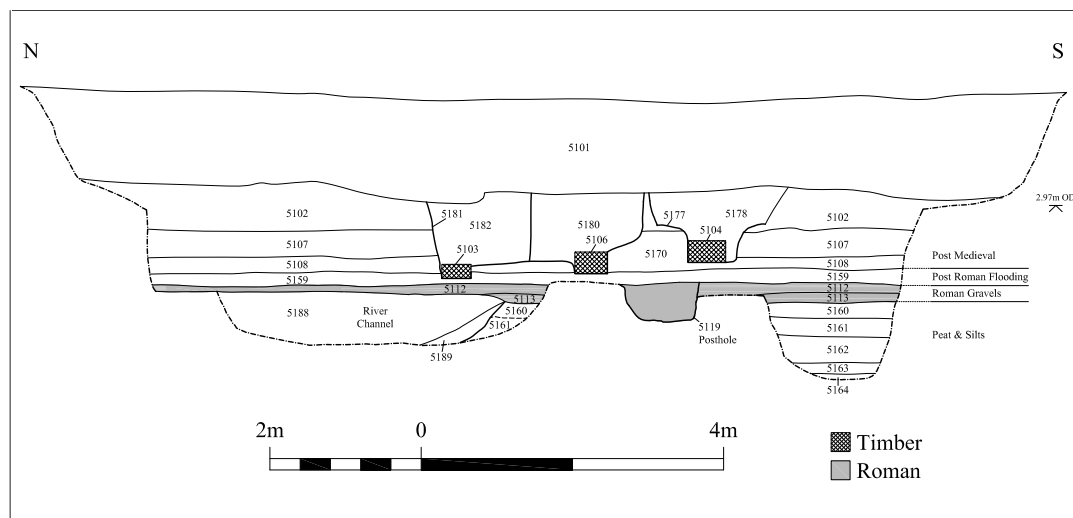 N
S
5101
2.97m OD
5102
5181
5182
5180
5177
5178
5102
5107
5103
5106
5170
5104
5107
Post Medieval
5108
5108
5159
5159
Post Roman Flooding
5112
5112
5113
5113
Roman Gravels
5188
River
Channel
5160
5161
5189
5119
Posthole
5160
5161
5162
5163
5164
Peat & Silts
2m
0
4m
Timber
Roman